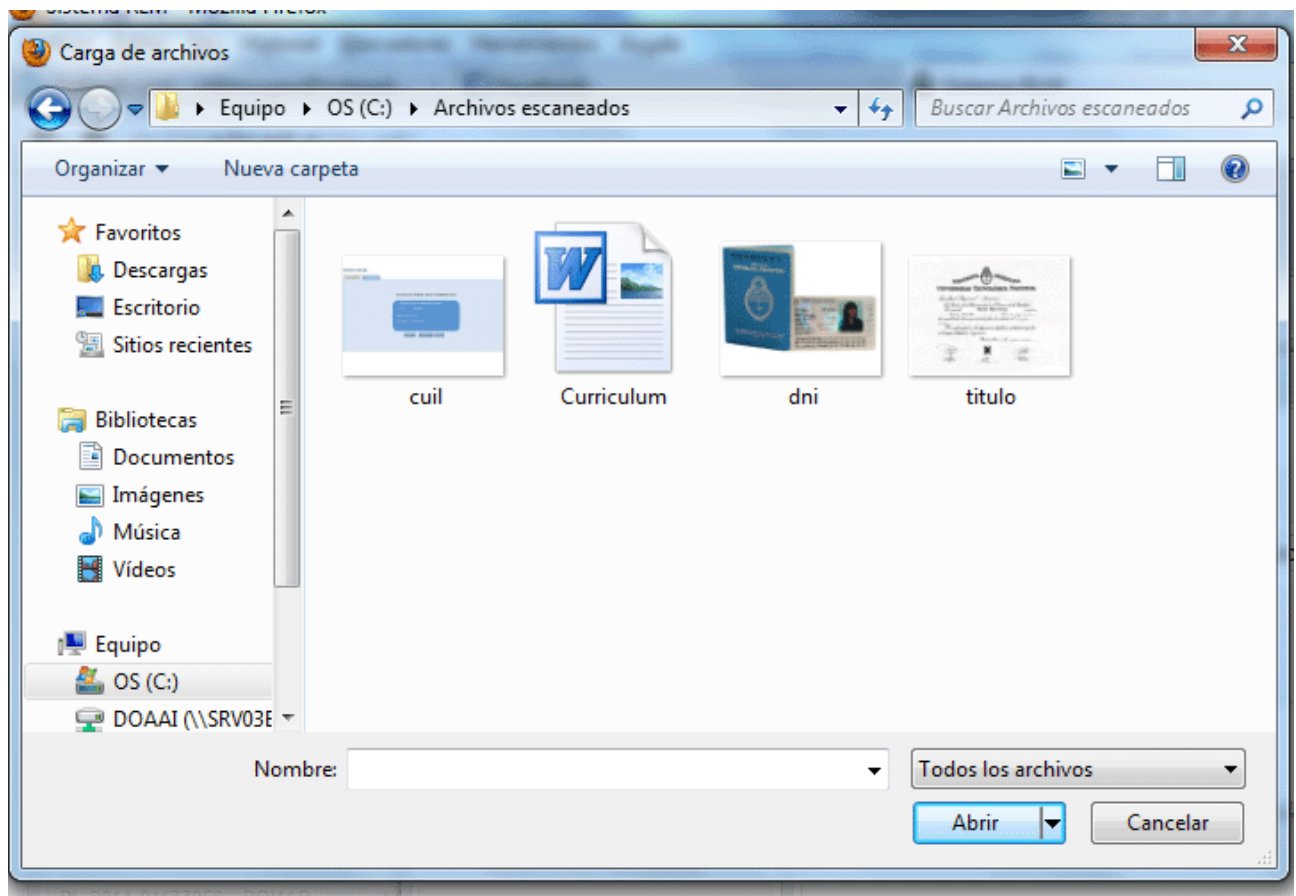 Carga de archivos
Equipo OS (C:) Archivos escaneados
Buscar Archivos escaneados
Organizar Nueva carpeta
Favoritos
Descargas
Escritorio
Sitios recientes
Bibliotecas
Documentos
Imágenes
Música
Vídeos
Equipo
OS (C:)
DOAAI (\\SRV03E
cuil
Curriculum
dni
titulo
Nombre:
Todos los archivos
Abrir
Cancelar